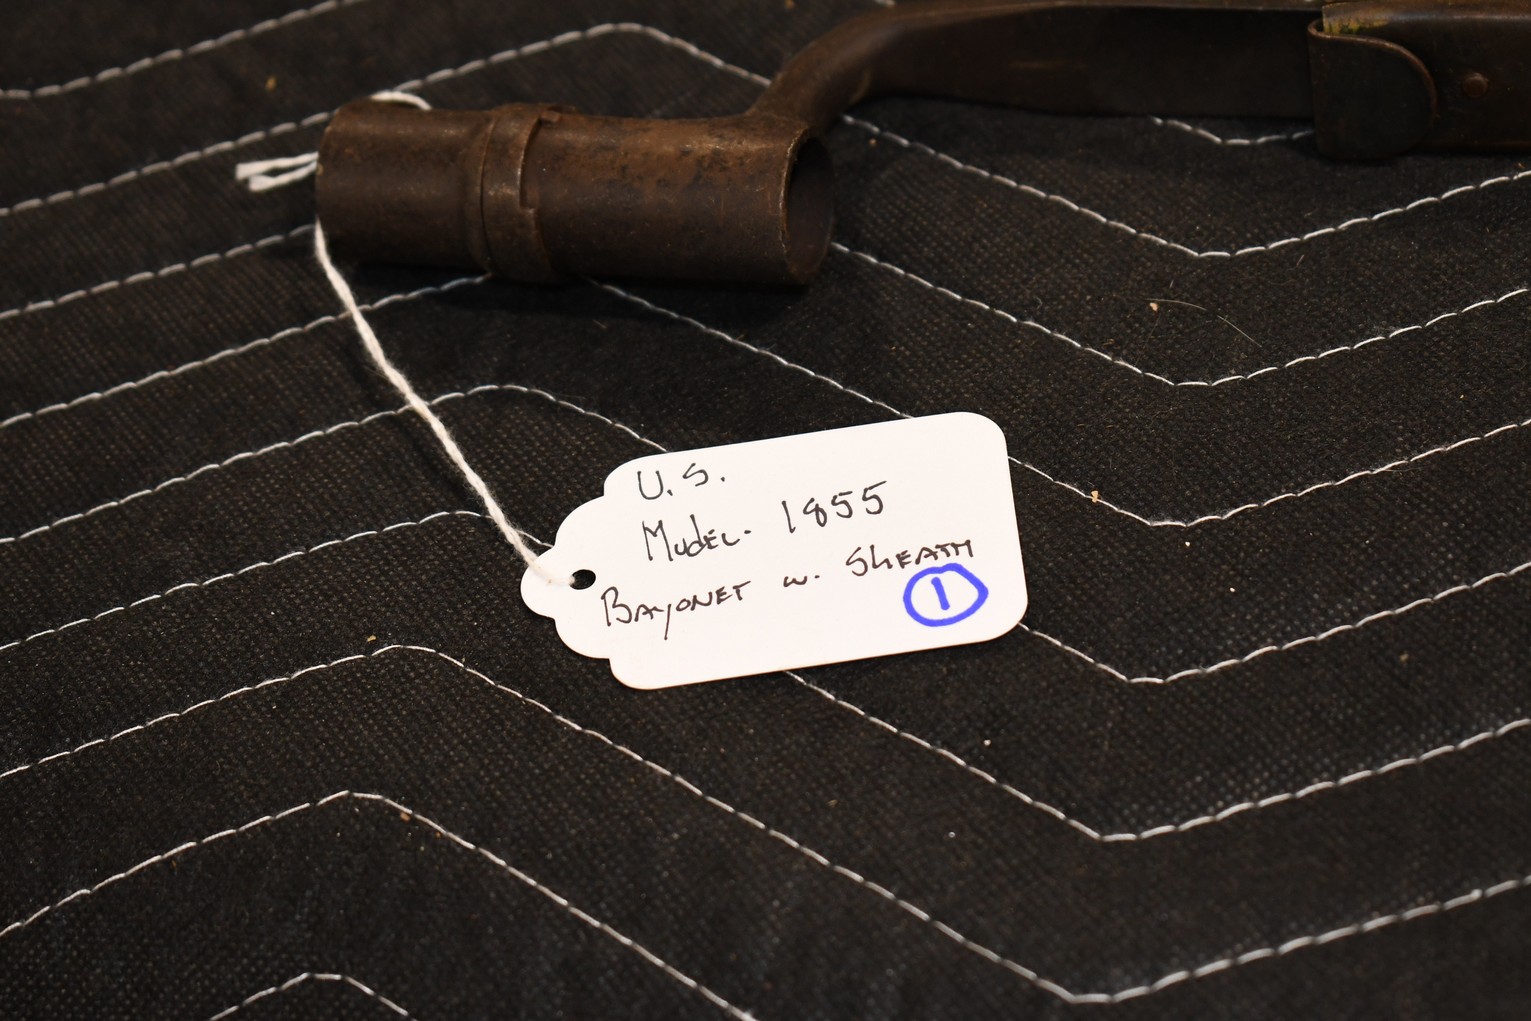 U.S.
Model 1855
Bayonet w. Sheath
1